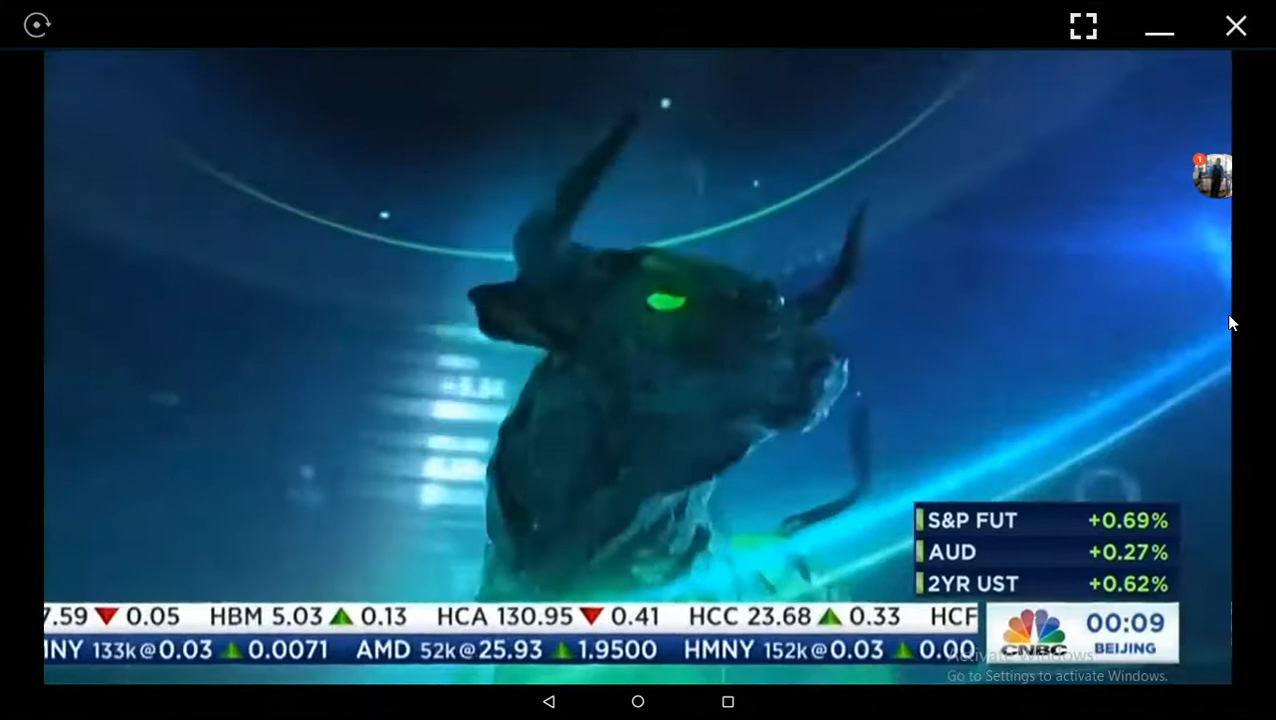 1
S&P FUT +0.69%
AUD +0.27%
2YR UST +0.62%
7.59 ▼ 0.05 HBM 5.03 ▲ 0.13 HCA 130.95 ▼ 0.41 HCC 23.68 ▲ 0.33 HCF
MNY 133k@0.03 ▲ 0.0071 AMD 52k@25.93 ▲ 1.9500 HMNY 152k@0.03 ▲ 0.00
00:09
CNBC BEIJING
Activate Windows
Go to Settings to activate Windows.